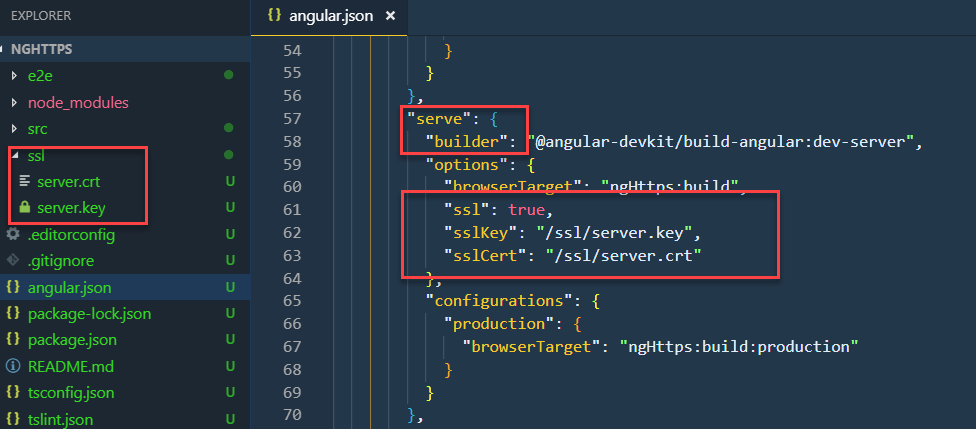 EXPLORER
NGHTTPS
e2e
node_modules
src
ssl
server.crt U
server.key U
.editorconfig U
.gitignore U
{} angular.json U
{} package-lock.json U
{} package.json U
README.md U
{} tsconfig.json U
{} tslint.json U
{} angular.json ×
54 }
55 }
56 },
57 "serve": {
58 "builder": "@angular-devkit/build-angular:dev-server",
59 "options": {
60 "browserTarget": "ngHttps:build",
61 "ssl": true,
62 "sslKey": "/ssl/server.key",
63 "sslCert": "/ssl/server.crt"
64 },
65 "configurations": {
66 "production": {
67 "browserTarget": "ngHttps:build:production"
68 }
69 }
70 },